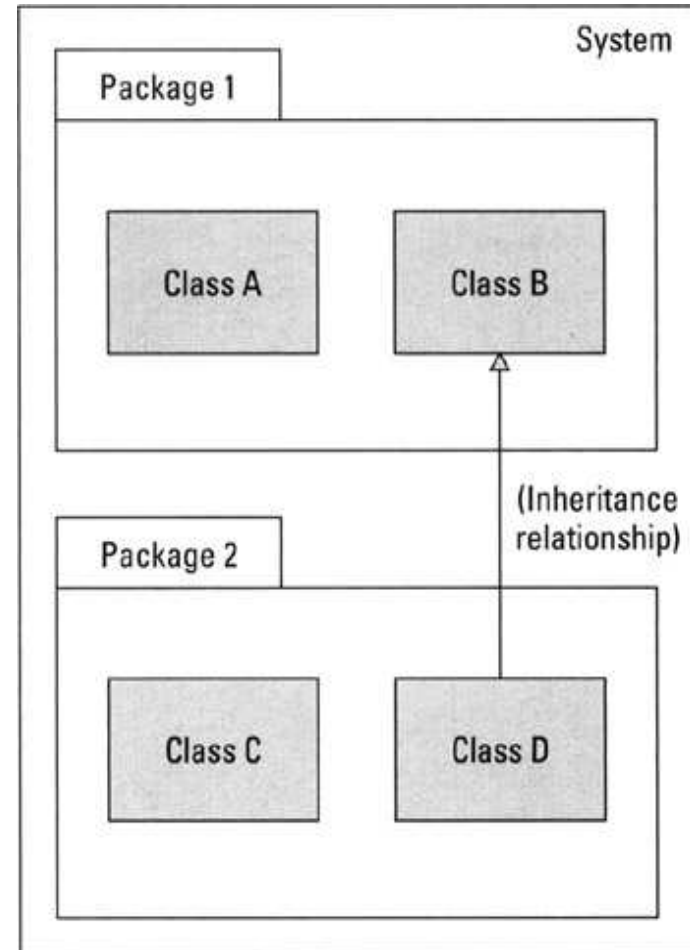 System
Package 1
Class A
Class B
(Inheritance
relationship)
Package 2
Class C
Class D